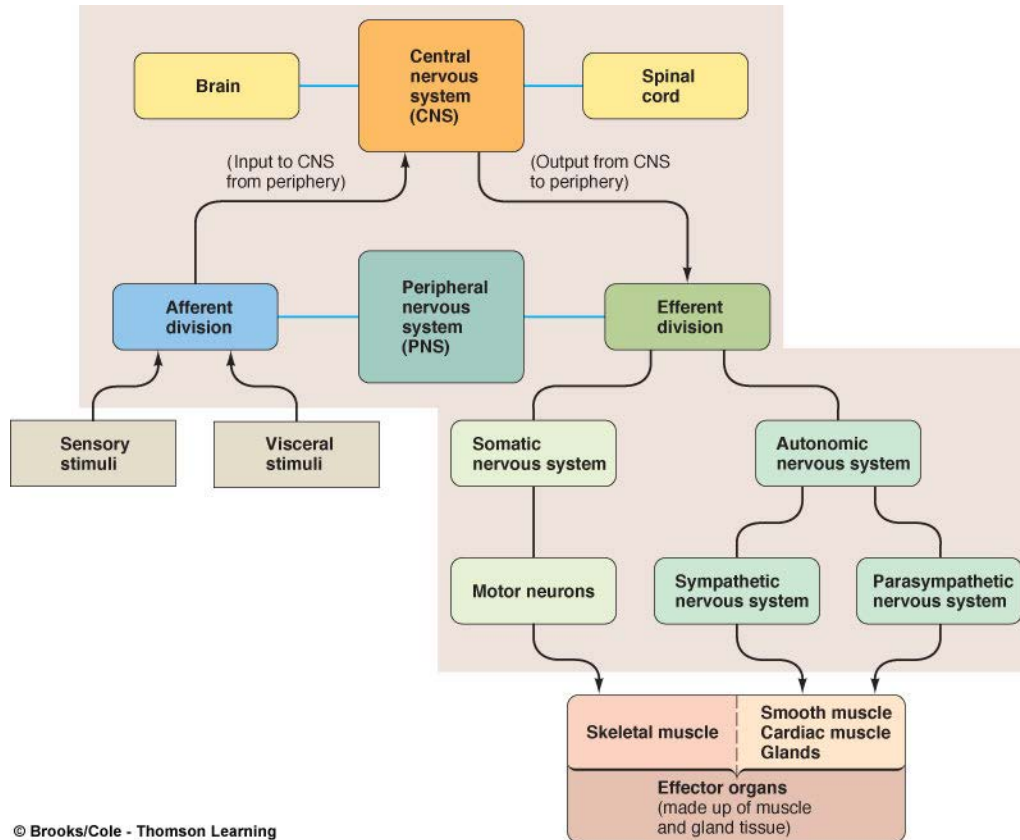 Brain
Central
nervous
system
(CNS)
Spinal
cord
(Input to CNS
from periphery)
(Output from CNS
to periphery)
Afferent
division
Peripheral
nervous
system
(PNS)
Efferent
division
Sensory
stimuli
Visceral
stimuli
Somatic
nervous system
Autonomic
nervous system
Motor neurons
Sympathetic
nervous system
Parasympathetic
nervous system
Skeletal muscle
Smooth muscle
Cardiac muscle
Glands
Effector organs
(made up of muscle
and gland tissue)
© Brooks/Cole - Thomson Learning